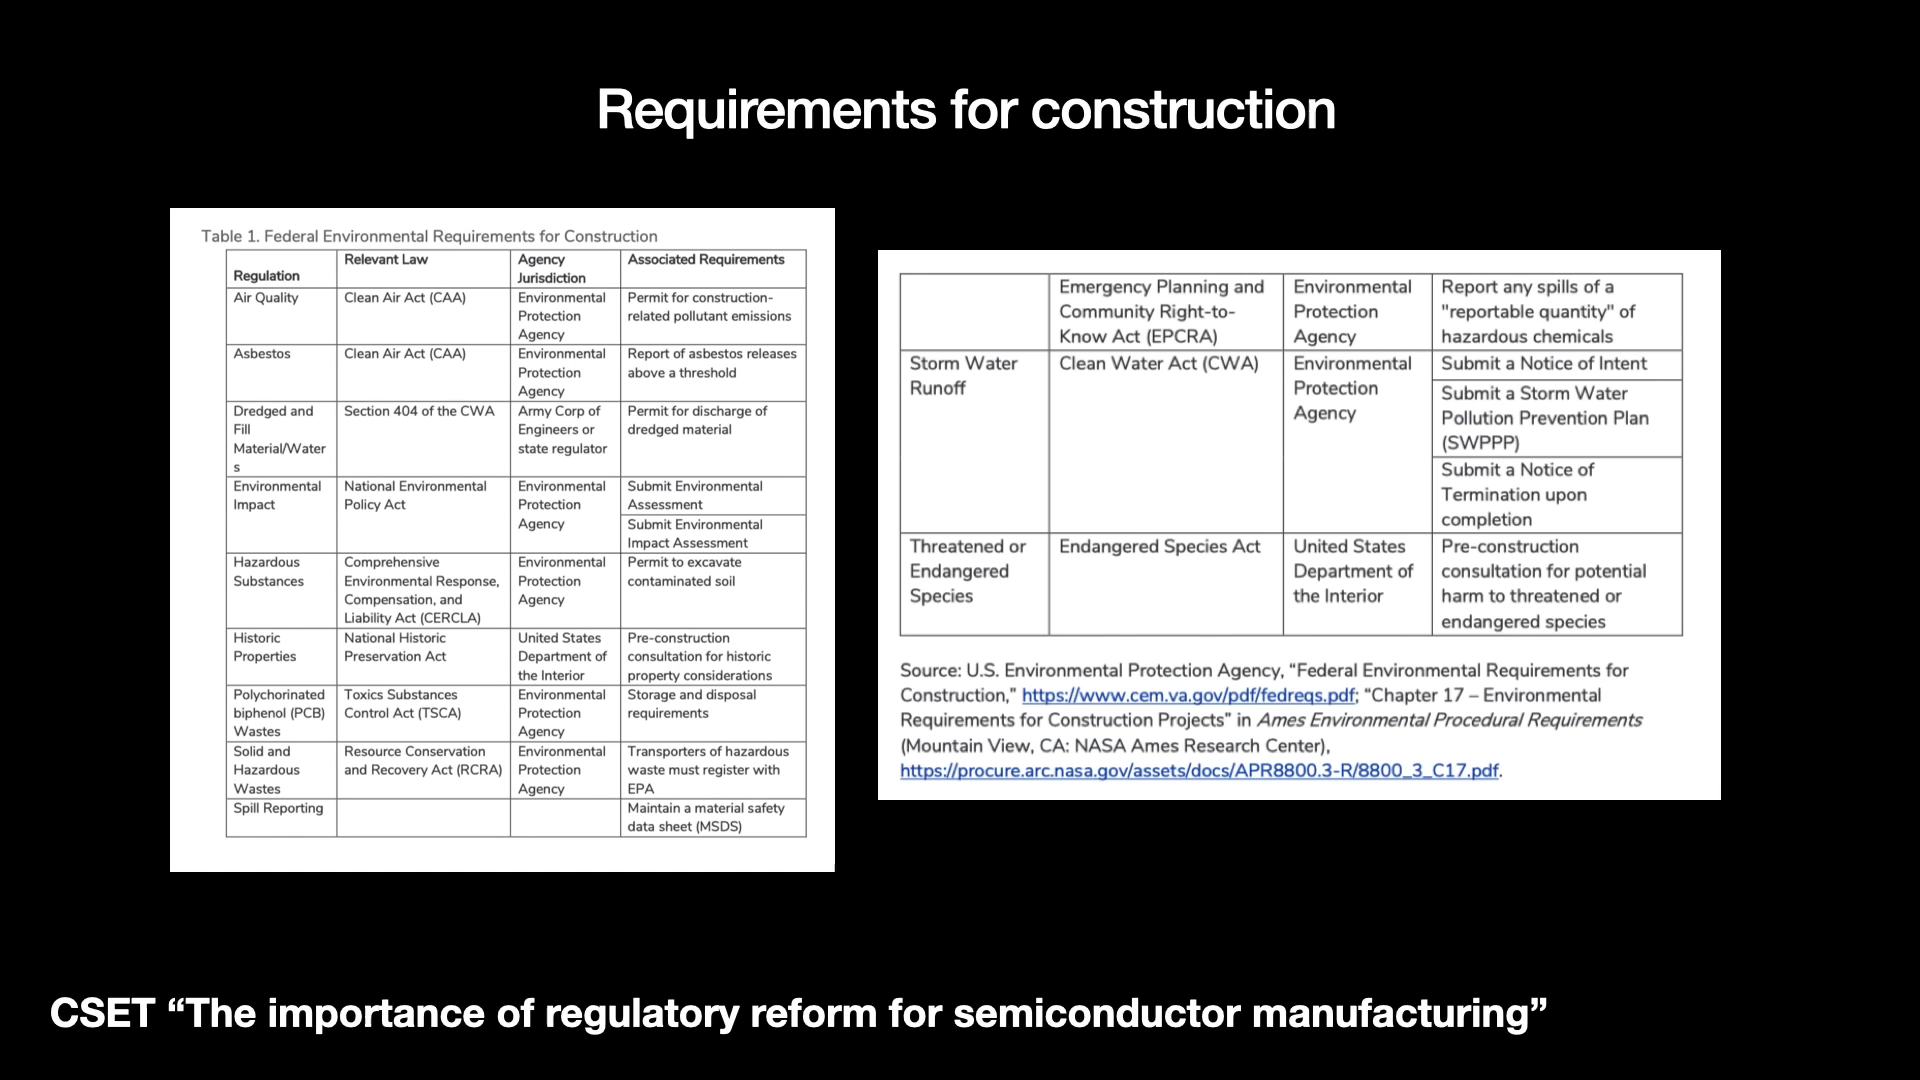 Requirements for construction
Table 1. Federal Environmental Requirements for Construction
Regulation
Relevant Law
Agency
Jurisdiction
Associated Requirements
Air Quality
Clean Air Act (CAA)
Environmental
Protection
Agency
Permit for construction-
related pollutant emissions
Asbestos
Clean Air Act (CAA)
Environmental
Protection
Agency
Report of asbestos releases
above a threshold
Dredged and
Fill
Material/Water
s
Section 404 of the CWA
Army Corp of
Engineers or
state regulator
Permit for discharge of
dredged material
Environmental
Impact
National Environmental
Policy Act
Environmental
Protection
Agency
Submit Environmental
Assessment
Submit Environmental
Impact Assessment
Hazardous
Substances
Comprehensive
Environmental Response,
Compensation, and
Liability Act (CERCLA)
Environmental
Protection
Agency
Permit to excavate
contaminated soil
Historic
Properties
National Historic
Preservation Act
United States
Department of
the Interior
Pre-construction
consultation for historic
property considerations
Polychorinated
biphenol (PCB)
Wastes
Toxics Substances
Control Act (TSCA)
Environmental
Protection
Agency
Storage and disposal
requirements
Solid and
Hazardous
Wastes
Resource Conservation
and Recovery Act (RCRA)
Environmental
Protection
Agency
Transporters of hazardous
waste must register with
EPA
Spill Reporting
Maintain a material safety
data sheet (MSDS)
Emergency Planning and
Community Right-to-
Know Act (EPCRA)
Environmental
Protection
Agency
Report any spills of a
"reportable quantity" of
hazardous chemicals
Storm Water
Runoff
Clean Water Act (CWA)
Environmental
Protection
Agency
Submit a Notice of Intent
Submit a Storm Water
Pollution Prevention Plan
(SWPPP)
Submit a Notice of
Termination upon
completion
Threatened or
Endangered
Species
Endangered Species Act
United States
Department of
the Interior
Pre-construction
consultation for potential
harm to threatened or
endangered species
Source: U.S. Environmental Protection Agency, “Federal Environmental Requirements for
Construction,” https://www.cem.va.gov/pdf/fedreqs.pdf; “Chapter 17 – Environmental
Requirements for Construction Projects” in Ames Environmental Procedural Requirements
(Mountain View, CA: NASA Ames Research Center),
https://procure.arc.nasa.gov/assets/docs/APR8800.3-R/8800_3_C17.pdf.
CSET “The importance of regulatory reform for semiconductor manufacturing”